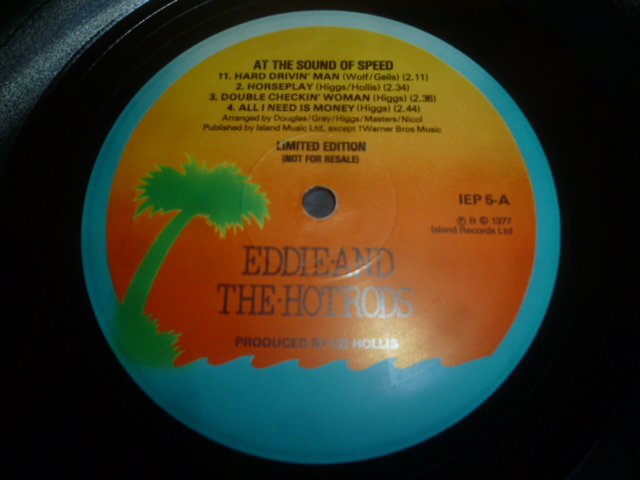 AT THE SOUND OF SPEED
†1. HARD DRIVIN' MAN (Wolf/Geils) (2.11)
2. HORSEPLAY (Higgs/Hollis) (2.34)
3. DOUBLE CHECKIN' WOMAN (Higgs) (2.36)
4. ALL I NEED IS MONEY (Higgs) (2.44)
Arranged by Douglas/Gray/Higgs/Masters/Nicol
Published by Island Music Ltd, except †Warner Bros Music
LIMITED EDITION
(NOT FOR RESALE)
IEP 5-A
℗ & © 1977
Island Records Ltd
EDDIE·AND
THE·HOT·RODS
PRODUCED BY ED HOLLIS